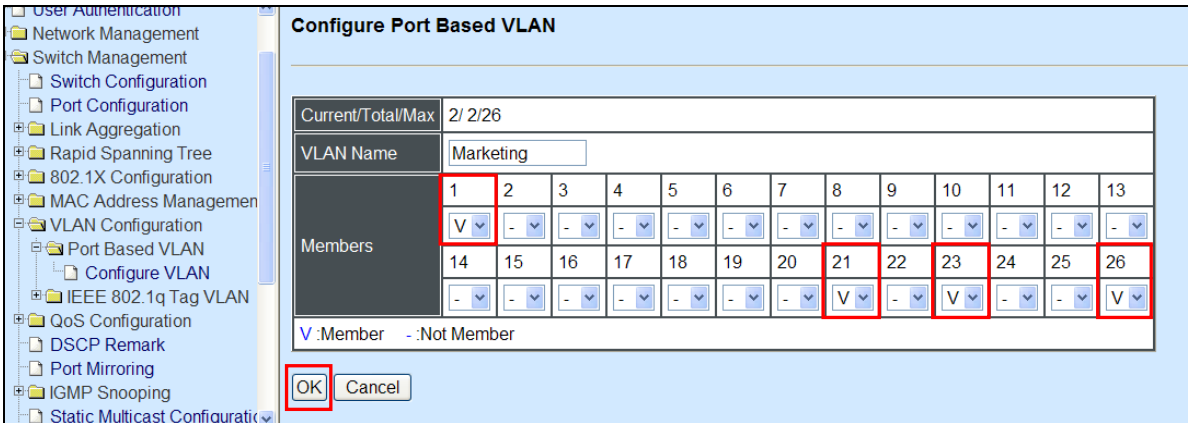 User Authentication
Network Management
Switch Management
Switch Configuration
Port Configuration
Link Aggregation
Rapid Spanning Tree
802.1X Configuration
MAC Address Managemen
VLAN Configuration
Port Based VLAN
Configure VLAN
IEEE 802.1q Tag VLAN
QoS Configuration
DSCP Remark
Port Mirroring
IGMP Snooping
Static Multicast Configuratic
Configure Port Based VLAN
Current/Total/Max 2/ 2/26
VLAN Name Marketing
Members
1 2 3 4 5 6 7 8 9 10 11 12 13
V - - - - - - - - - - - -
14 15 16 17 18 19 20 21 22 23 24 25 26
- - - - - - - V - V - - V
V :Member - :Not Member
OK Cancel